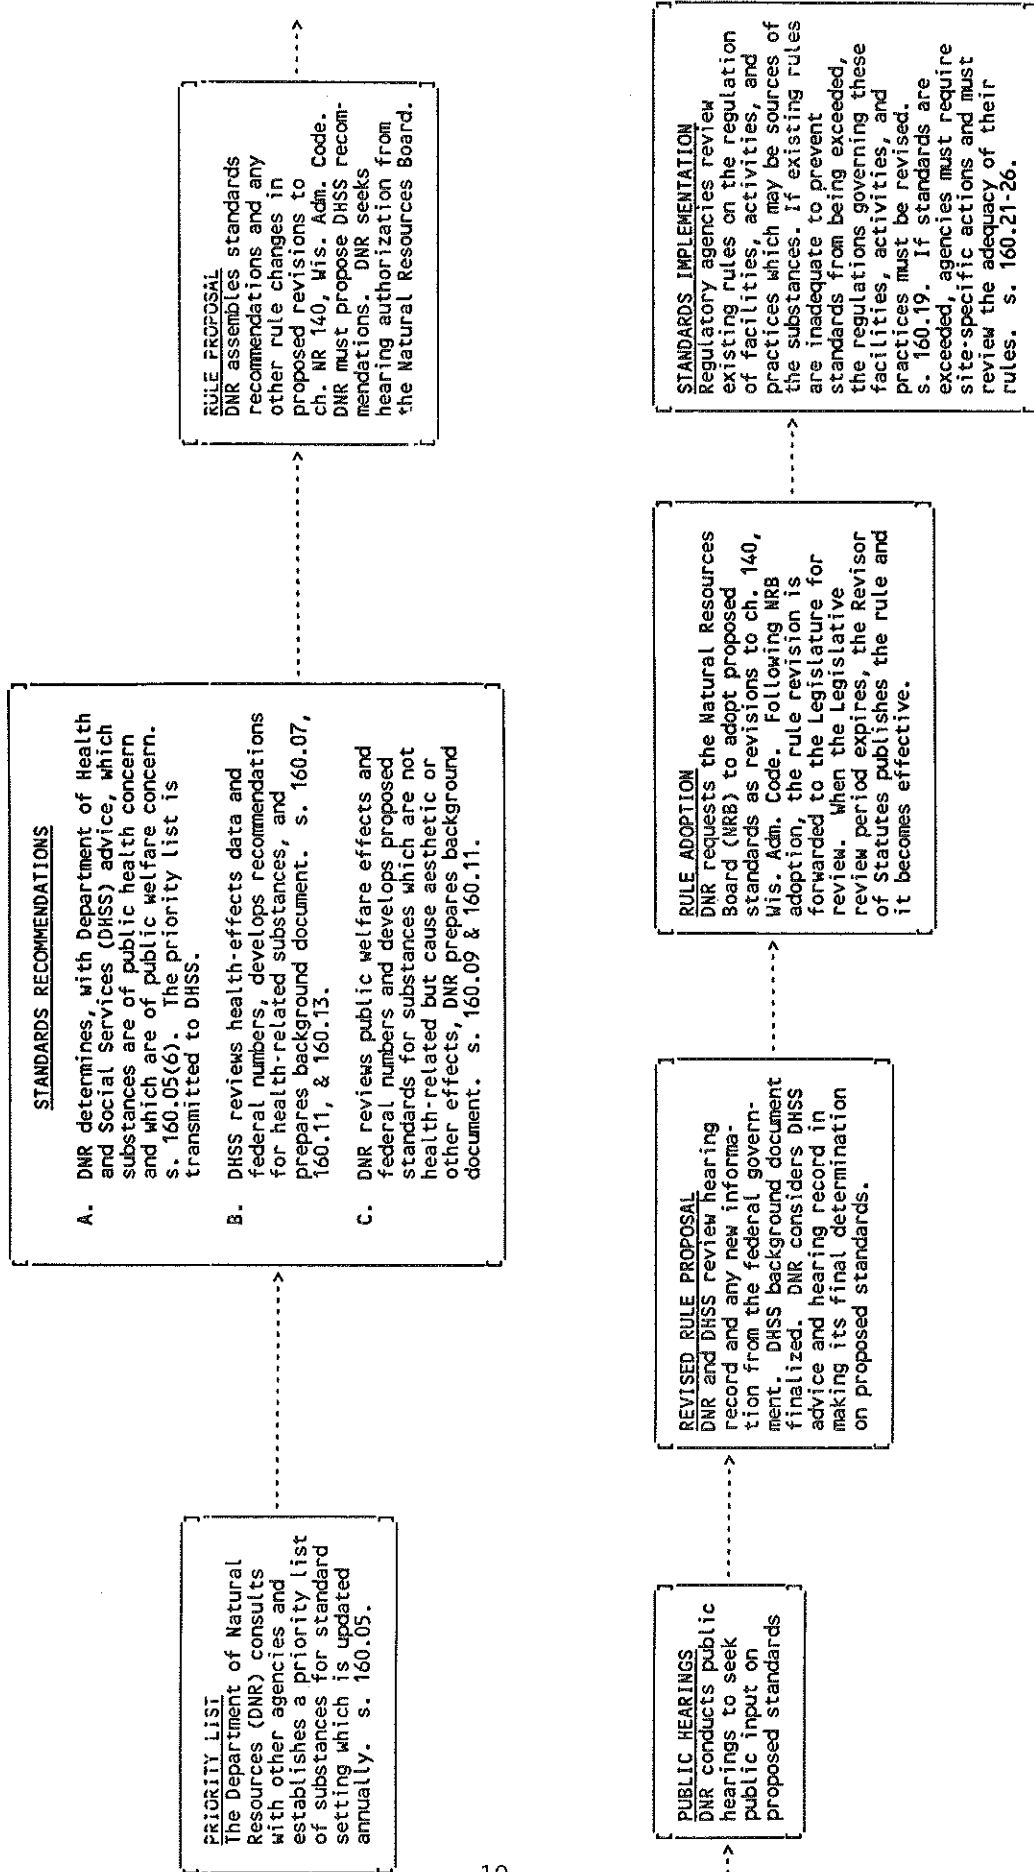 PRIORITY LIST
The Department of Natural
Resources (DNR) consults
with other agencies and
establishes a priority list
of substances for standard
setting which is updated
annually. s. 160.05.
STANDARDS RECOMMENDATIONS
A. DNR determines, with Department of Health
and Social Services (DHSS) advice, which
substances are of public health concern
and which are of public welfare concern.
s. 160.05(6). The priority list is
transmitted to DHSS.
B. DHSS reviews health-effects data and
federal numbers, develops recommendations
for health-related substances, and
prepares background document. s. 160.07,
160.11, & 160.13.
C. DNR reviews public welfare effects and
federal numbers and develops proposed
standards for substances which are not
health-related but cause aesthetic or
other effects, DNR prepares background
document. s. 160.09 & 160.11.
RULE PROPOSAL
DNR assembles standards
recommendations and any
other rule changes in
proposed revisions to
ch. NR 140, Wis. Adm. Code.
DNR must propose DHSS recom-
mendations. DNR seeks
hearing authorization from
the Natural Resources Board.
PUBLIC HEARINGS
DNR conducts public
hearings to seek
public input on
proposed standards
REVISED RULE PROPOSAL
DNR and DHSS review hearing
record and any new informa-
tion from the federal govern-
ment. DHSS background document
finalized. DNR considers DHSS
advice and hearing record in
making its final determination
on proposed standards.
RULE ADOPTION
DNR requests the Natural Resources
Board (NRB) to adopt proposed
standards as revisions to ch. 140,
Wis. Adm. Code. Following NRB
adoption, the rule revision is
forwarded to the Legislature for
review. When the Legislative
review period expires, the Revisor
of Statutes publishes the rule and
it becomes effective.
STANDARDS IMPLEMENTATION
Regulatory agencies review
existing rules on the regulation
of facilities, activities, and
practices which may be sources of
the substances. If existing rules
are inadequate to prevent
standards from being exceeded,
the regulations governing these
facilities, activities, and
practices must be revised.
s. 160.19. If standards are
exceeded, agencies must require
site-specific actions and must
review the adequacy of their
rules. s. 160.21-26.